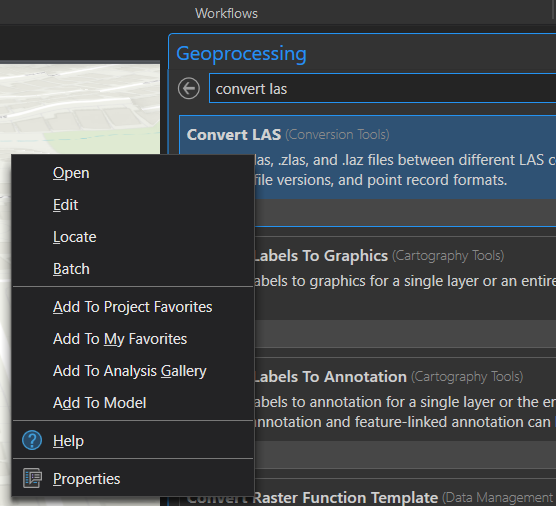 Workflows
Geoprocessing
convert las
Convert LAS (Conversion Tools)
las, .zlas, and .laz files between different LAS
file versions, and point record formats.
Open
Edit
Locate
Batch
Add To Project Favorites
Add To My Favorites
Add To Analysis Gallery
Add To Model
Help
Properties
Labels To Graphics (Cartography Tools)
abels to graphics for a single layer or an entire
Labels To Annotation (Cartography Tools)
abels to annotation for a single layer or the
annotation and feature-linked annotation can
Convert Raster Function Template (Data Management